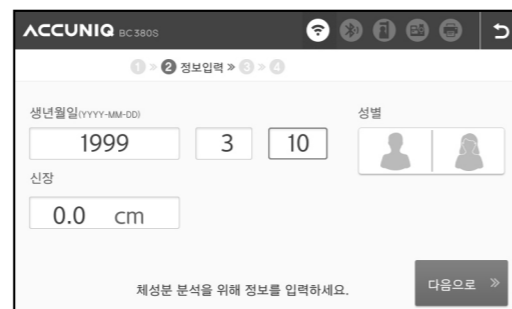 ACCUNIQ BC380S
1 » 2 정보입력 » 3 » 4
생년월일(YYYY-MM-DD)
성별
1999 3 10
신장
0.0 cm
체성분 분석을 위해 정보를 입력하세요.
다음으로 »